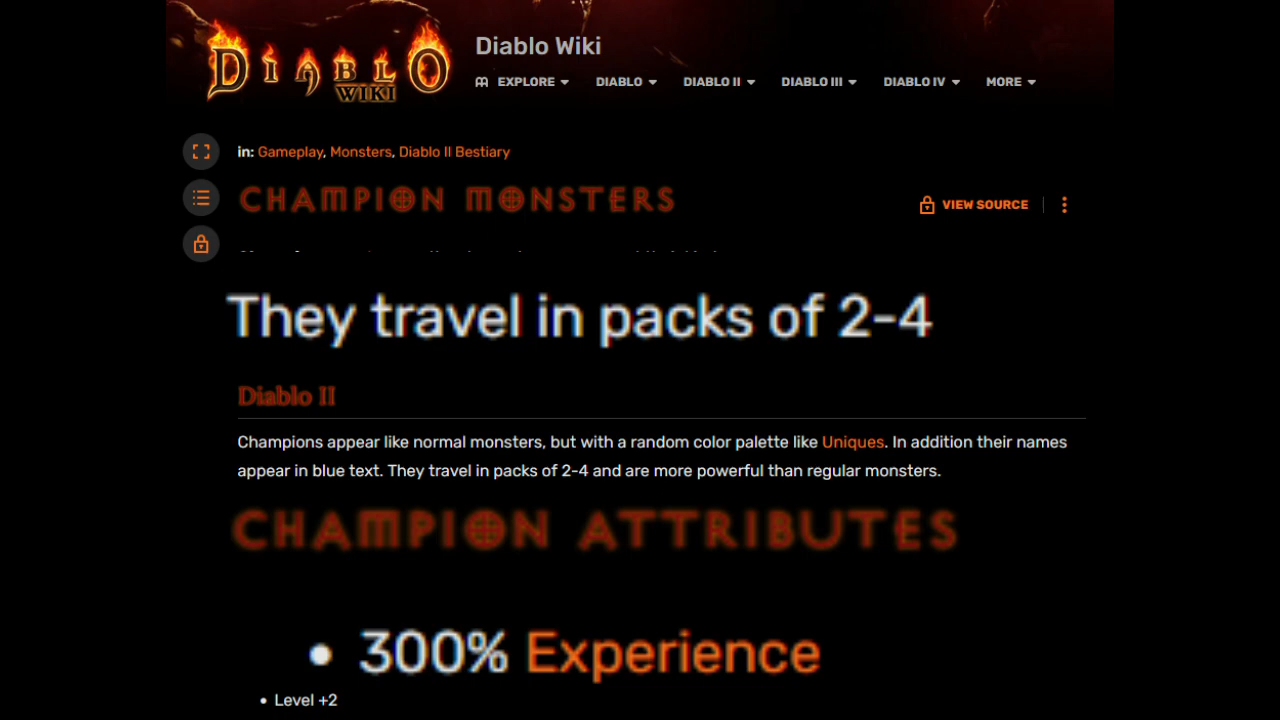 DIABLO
WIKI
Diablo Wiki
EXPLORE DIABLO DIABLO II DIABLO III DIABLO IV MORE
in: Gameplay, Monsters, Diablo II Bestiary
CHAMPION MONSTERS
VIEW SOURCE
They travel in packs of 2-4
Diablo II
Champions appear like normal monsters, but with a random color palette like Uniques. In addition their names
appear in blue text. They travel in packs of 2-4 and are more powerful than regular monsters.
CHAMPION ATTRIBUTES
• 300% Experience
• Level +2